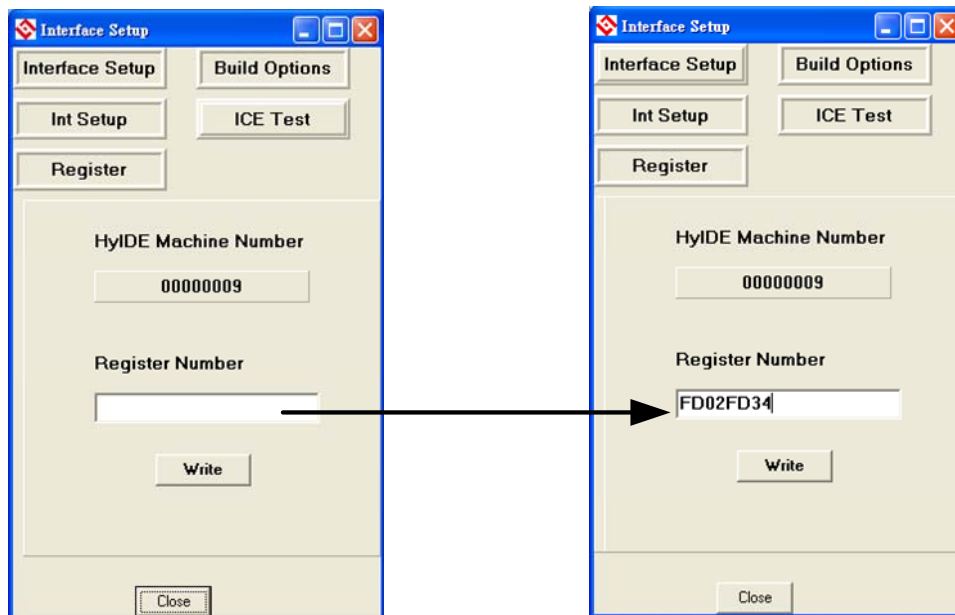 Interface Setup
Interface Setup
Build Options
Int Setup
ICE Test
Register
HyIDE Machine Number
00000009
Register Number
Write
Close
Interface Setup
Interface Setup
Build Options
Int Setup
ICE Test
Register
HyIDE Machine Number
00000009
Register Number
FD02FD34
Write
Close